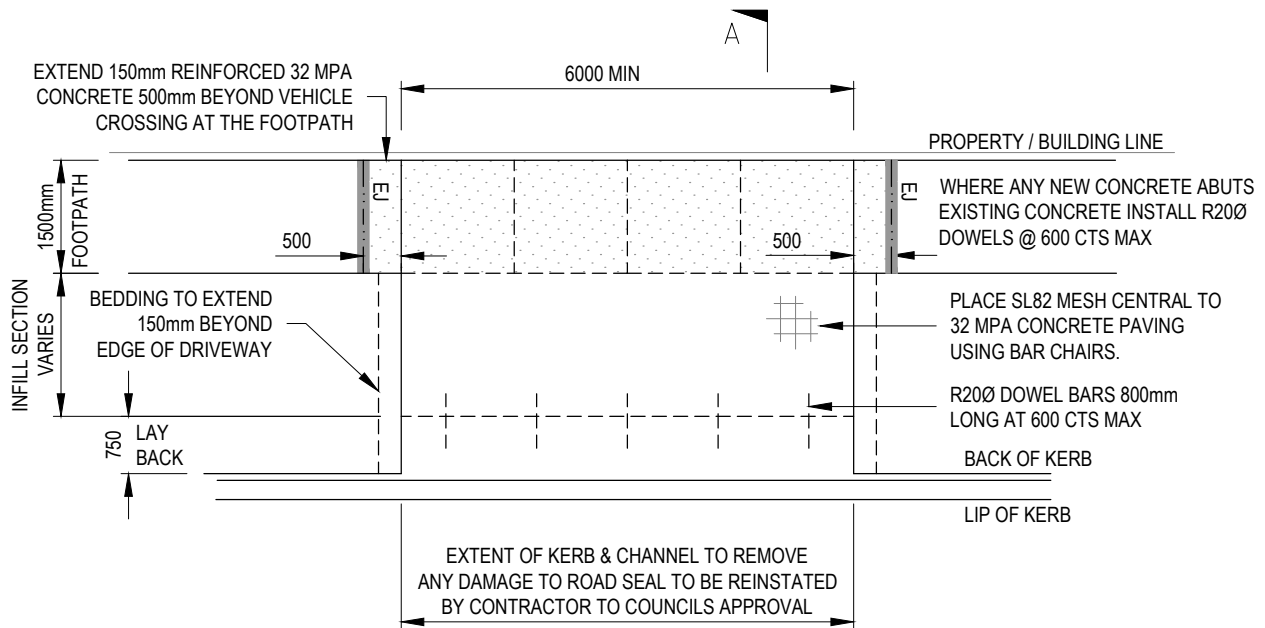 A
EXTEND 150mm REINFORCED 32 MPA
CONCRETE 500mm BEYOND VEHICLE
CROSSING AT THE FOOTPATH
6000 MIN
PROPERTY / BUILDING LINE
1500mm
FOOTPATH
EJ
500
500
EJ
WHERE ANY NEW CONCRETE ABUTS
EXISTING CONCRETE INSTALL R20Ø
DOWELS @ 600 CTS MAX
INFILL SECTION
VARIES
BEDDING TO EXTEND
150mm BEYOND
EDGE OF DRIVEWAY
PLACE SL82 MESH CENTRAL TO
32 MPA CONCRETE PAVING
USING BAR CHAIRS.
R20Ø DOWEL BARS 800mm
LONG AT 600 CTS MAX
750
LAY
BACK
BACK OF KERB
LIP OF KERB
EXTENT OF KERB & CHANNEL TO REMOVE
ANY DAMAGE TO ROAD SEAL TO BE REINSTATED
BY CONTRACTOR TO COUNCILS APPROVAL